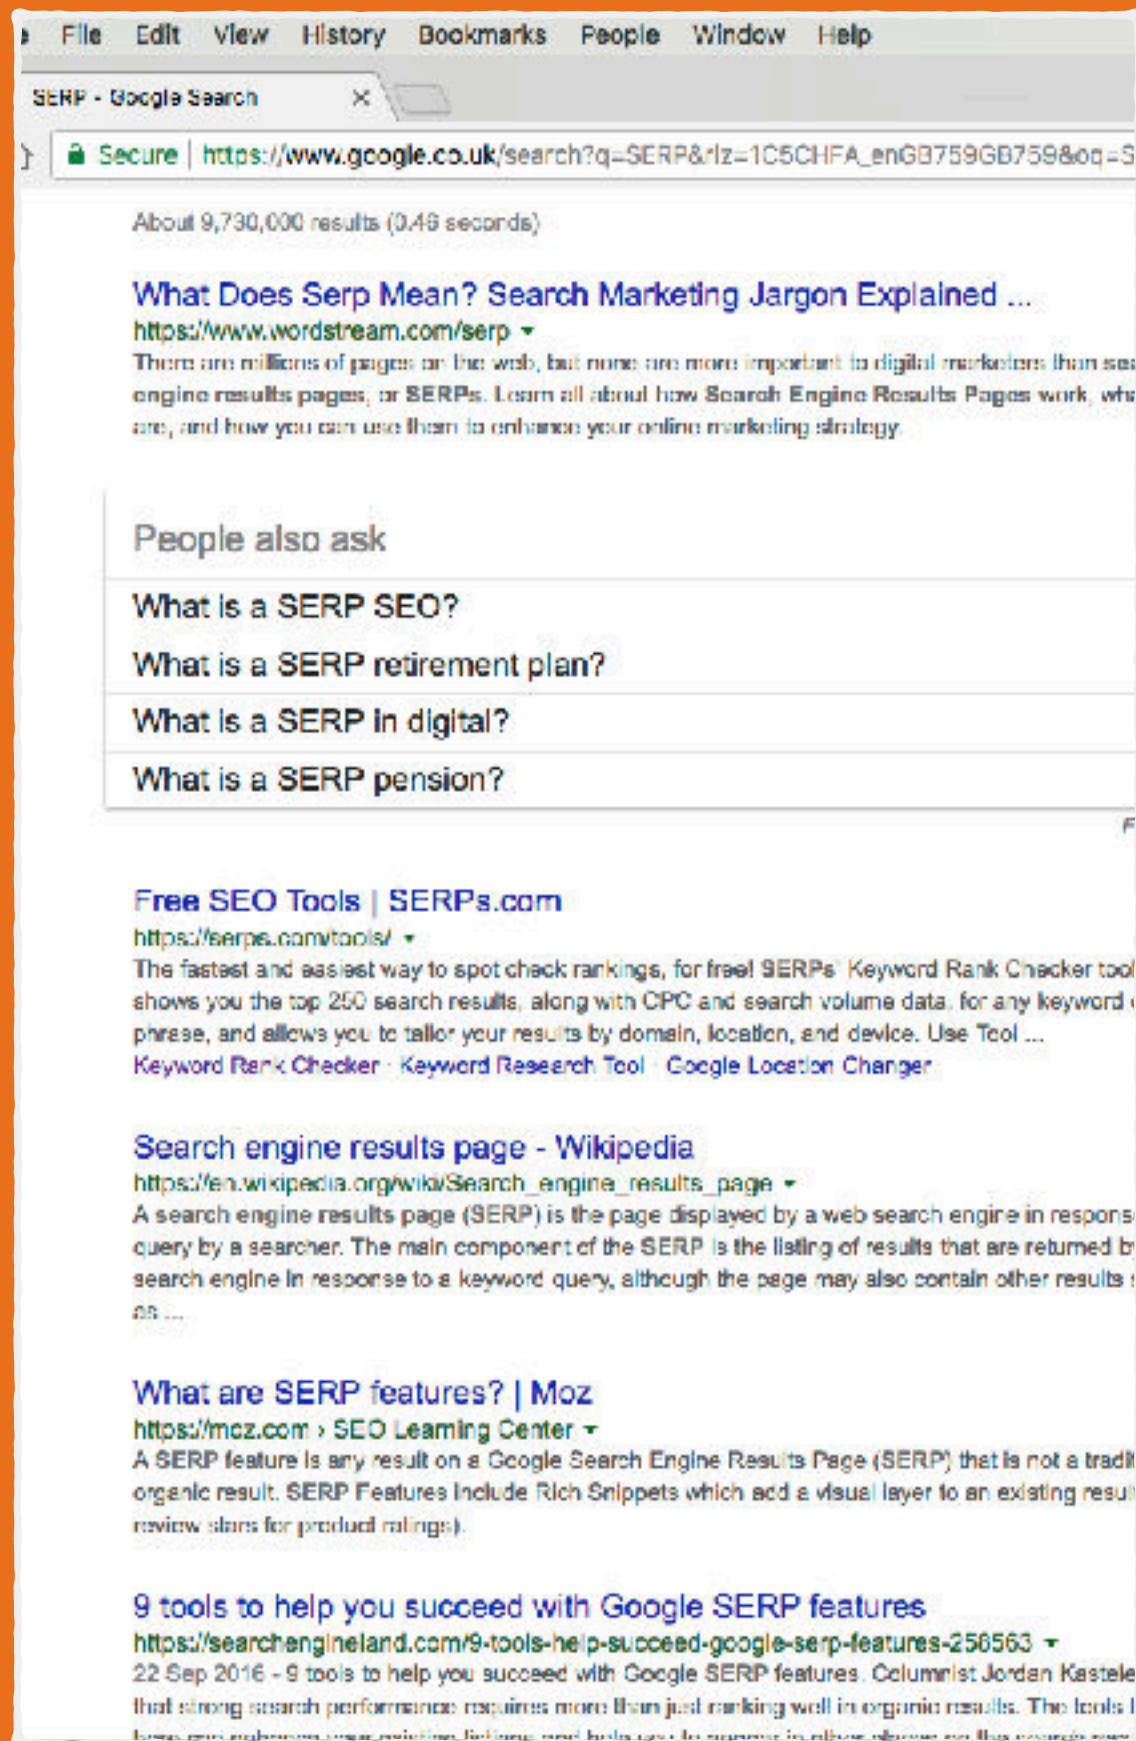 File Edit View History Bookmarks People Window Help
SERP - Google Search
Secure | https://www.google.co.uk/search?q=SERP&rlz=1C5CHFA_enGB759GB759&oq=S
About 9,730,000 results (0.46 seconds)
What Does Serp Mean? Search Marketing Jargon Explained ...
https://www.wordstream.com/serp
There are millions of pages on the web, but none are more important to digital marketers than sea
engine results pages, or SERPs. Learn all about how Search Engine Results Pages work, wha
are, and how you can use them to enhance your online marketing strategy.
People also ask
What is a SERP SEO?
What is a SERP retirement plan?
What is a SERP in digital?
What is a SERP pension?
F
Free SEO Tools | SERPs.com
https://serps.com/tools/
The fastest and easiest way to spot check rankings, for free! SERPs' Keyword Rank Checker tool
shows you the top 250 search results, along with CPC and search volume data, for any keyword
phrase, and allows you to tailor your results by domain, location, and device. Use Tool ...
Keyword Rank Checker · Keyword Research Tool · Google Location Changer
Search engine results page - Wikipedia
https://en.wikipedia.org/wiki/Search_engine_results_page
A search engine results page (SERP) is the page displayed by a web search engine in respons
query by a searcher. The main component of the SERP is the listing of results that are returned by
search engine in response to a keyword query, although the page may also contain other results s
as ...
What are SERP features? | Moz
https://moz.com › SEO Learning Center
A SERP feature is any result on a Google Search Engine Results Page (SERP) that is not a tradit
organic result. SERP Features include Rich Snippets which add a visual layer to an existing resul
review stars for product ratings).
9 tools to help you succeed with Google SERP features
https://searchengineland.com/9-tools-help-succeed-google-serp-features-258563
22 Sep 2016 - 9 tools to help you succeed with Google SERP features. Columnist Jordan Kastele
that strong search performance requires more than just ranking well in organic results. The tools l